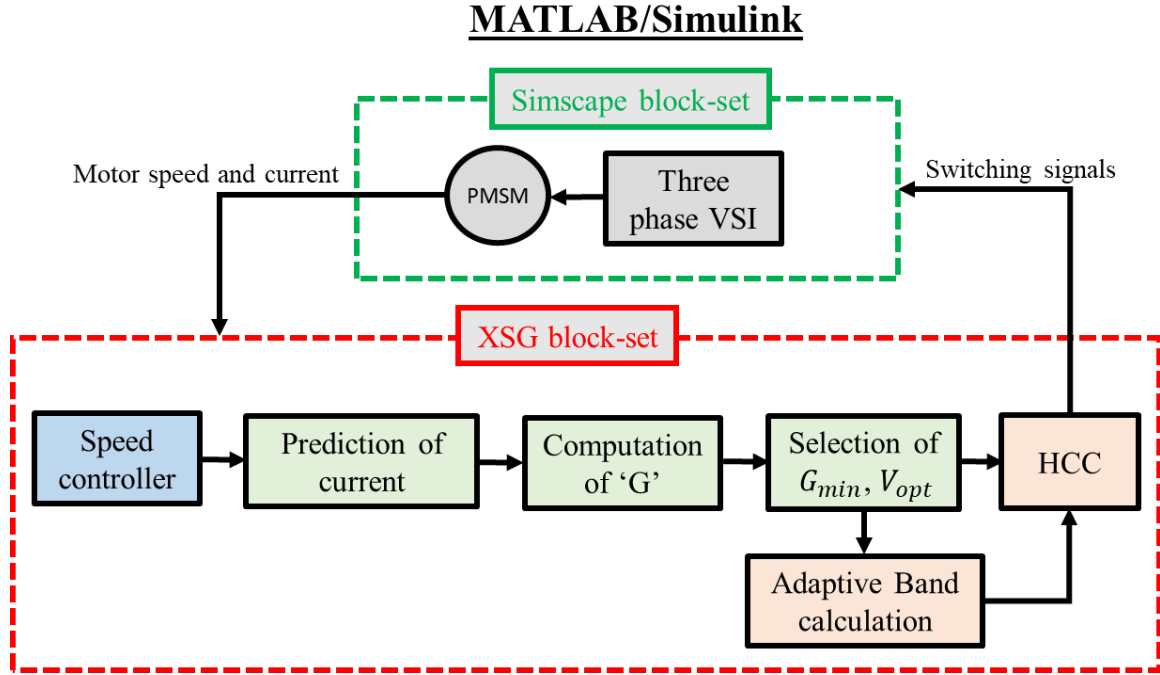 MATLAB/Simulink
Simscape block-set
Motor speed and current
PMSM
Three
phase VSI
Switching signals
XSG block-set
Speed
controller
Prediction of
current
Computation
of ‘G’
Selection of
𝐺𝑚𝑖𝑛, 𝑉𝑜𝑝𝑡
HCC
Adaptive Band
calculation